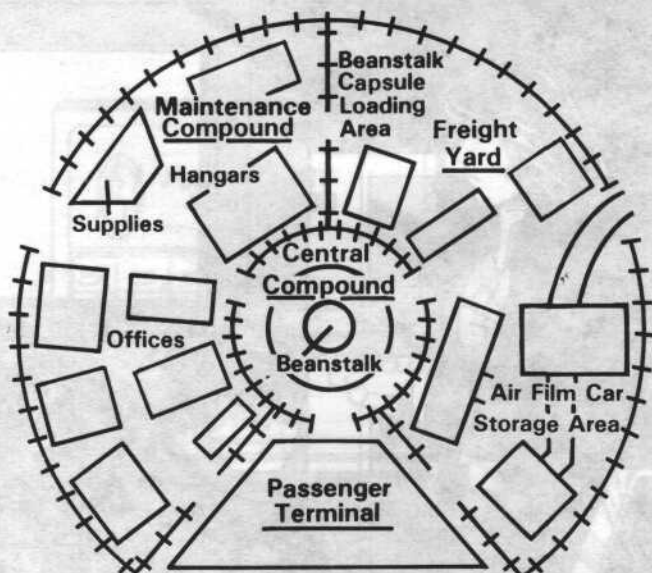 Beanstalk
Capsule
Loading
Area
Maintenance
Compound
Freight
Yard
Hangars
Supplies
Central
Compound
Beanstalk
Offices
Air Film Car
Storage Area
Passenger
Terminal